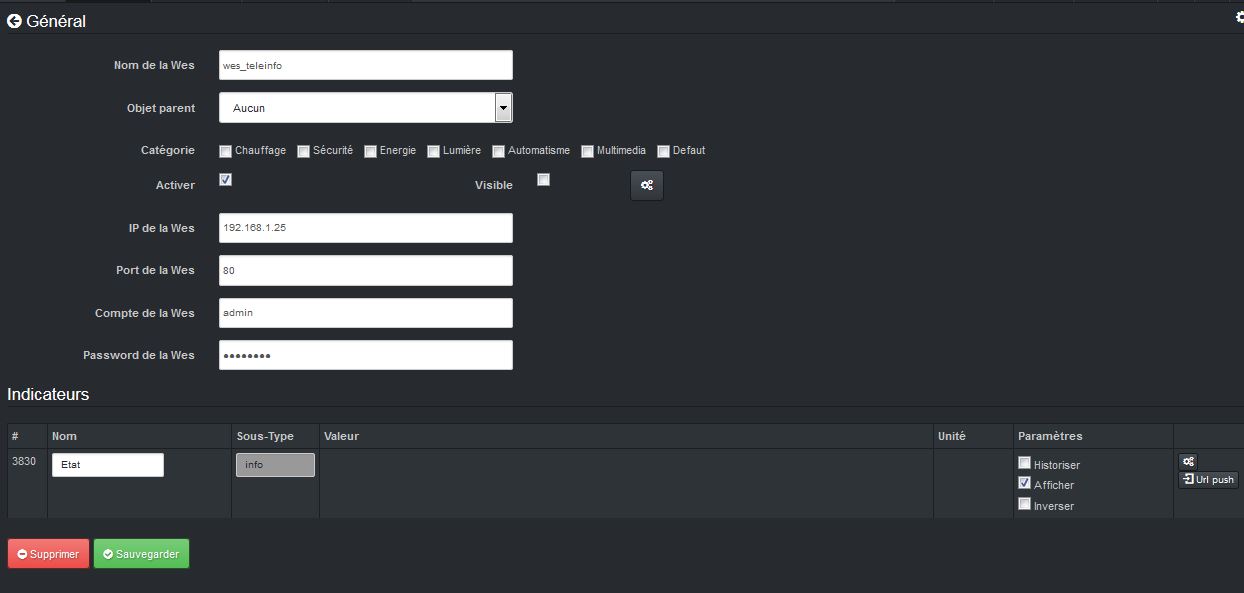 Général
Nom de la Wes wes_teleinfo
Objet parent Aucun
Catégorie Chauffage Sécurité Energie Lumière Automatisme Multimedia Defaut
Activer Visible
IP de la Wes 192.168.1.25
Port de la Wes 80
Compte de la Wes admin
Password de la Wes ●●●●●●●●
Indicateurs
# Nom Sous-Type Valeur Unité Paramètres
3830 Etat info Historiser
Afficher Url push
Inverser
Supprimer Sauvegarder